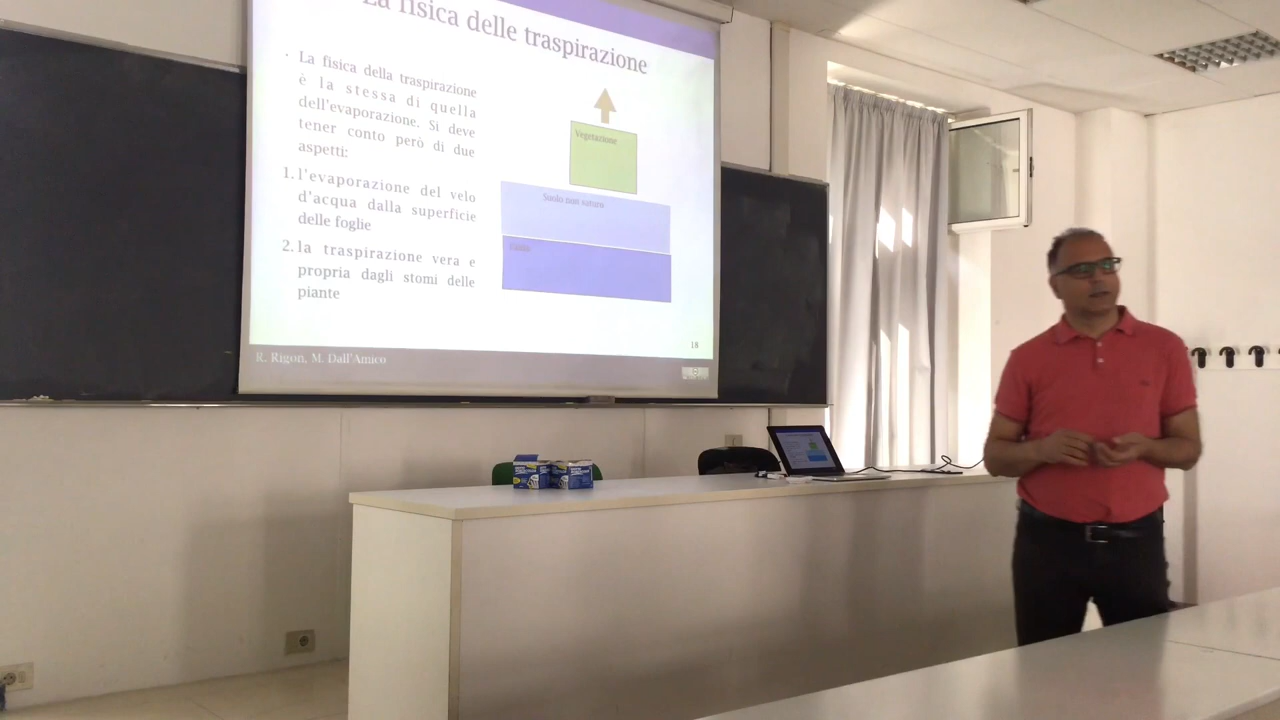 La fisica delle traspirazione
· La fisica della traspirazione
è la stessa di quella
dell'evaporazione. Si deve
tener conto però di due
aspetti:
1. l'evaporazione del velo
d'acqua dalla superficie
delle foglie
2. la traspirazione vera e
propria dagli stomi delle
piante
Vegetazione
Suolo non saturo
18
R. Rigon, M. Dall'Amico